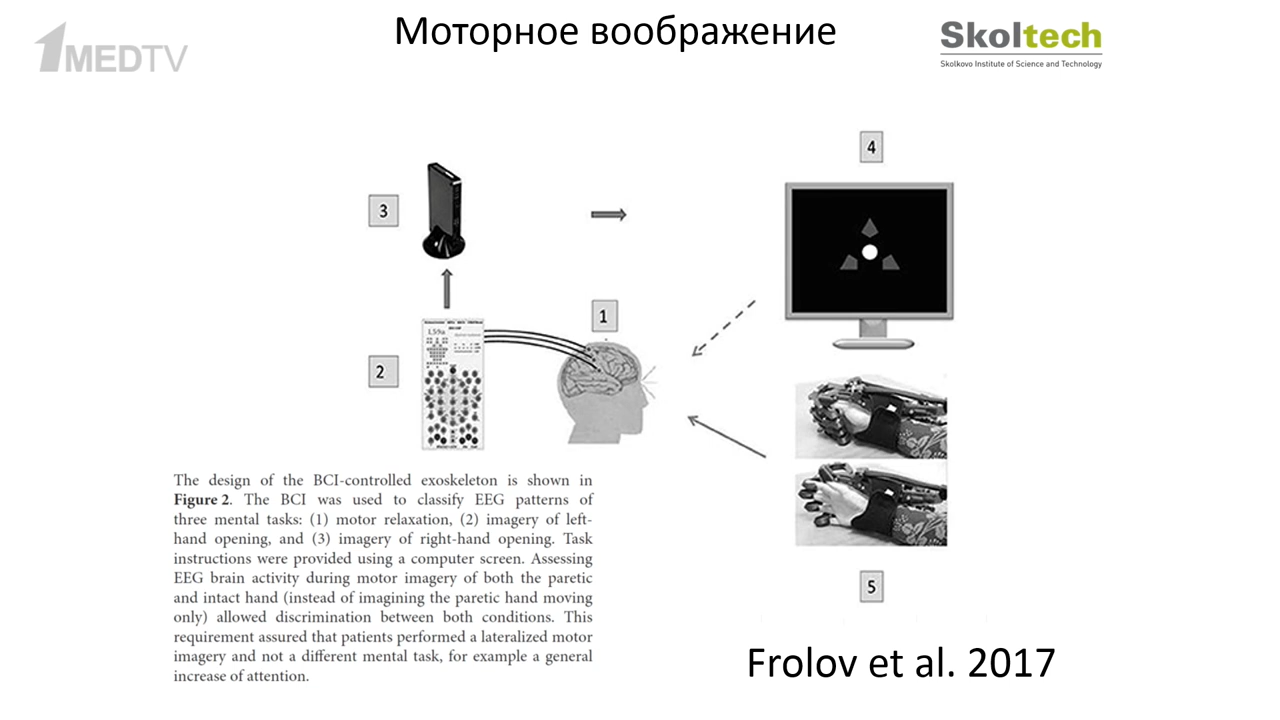 1MEDTV
Моторное воображение
Skoltech
Skolkovo Institute of Science and Technology
4
3
1
L59a
2
5
The design of the BCI-controlled exoskeleton is shown in
Figure 2. The BCI was used to classify EEG patterns of
three mental tasks: (1) motor relaxation, (2) imagery of left-
hand opening, and (3) imagery of right-hand opening. Task
instructions were provided using a computer screen. Assessing
EEG brain activity during motor imagery of both the paretic
and intact hand (instead of imagining the paretic hand moving
only) allowed discrimination between both conditions. This
requirement assured that patients performed a lateralized motor
imagery and not a different mental task, for example a general
increase of attention.
Frolov et al. 2017